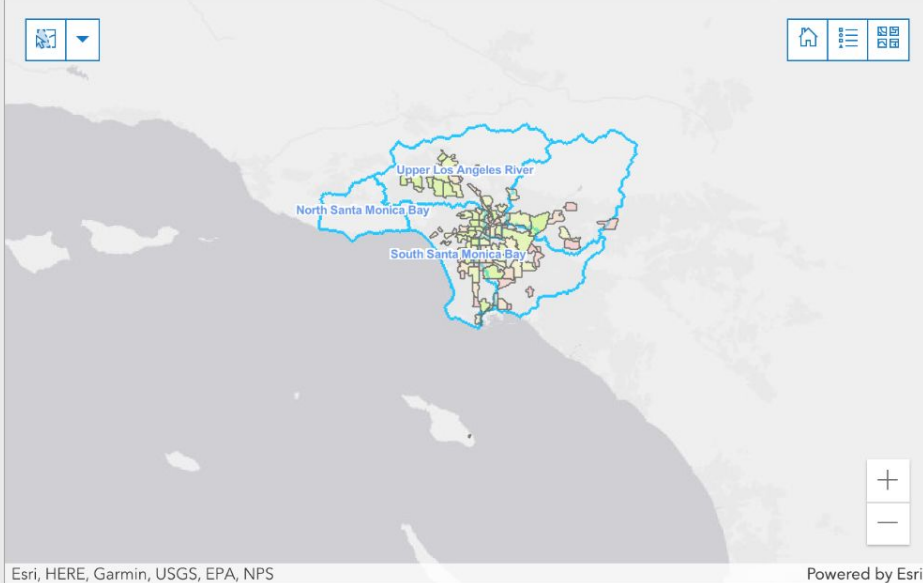 Upper Los Angeles River
North Santa Monica Bay
South Santa Monica Bay
Esri, HERE, Garmin, USGS, EPA, NPS
Powered by Esri